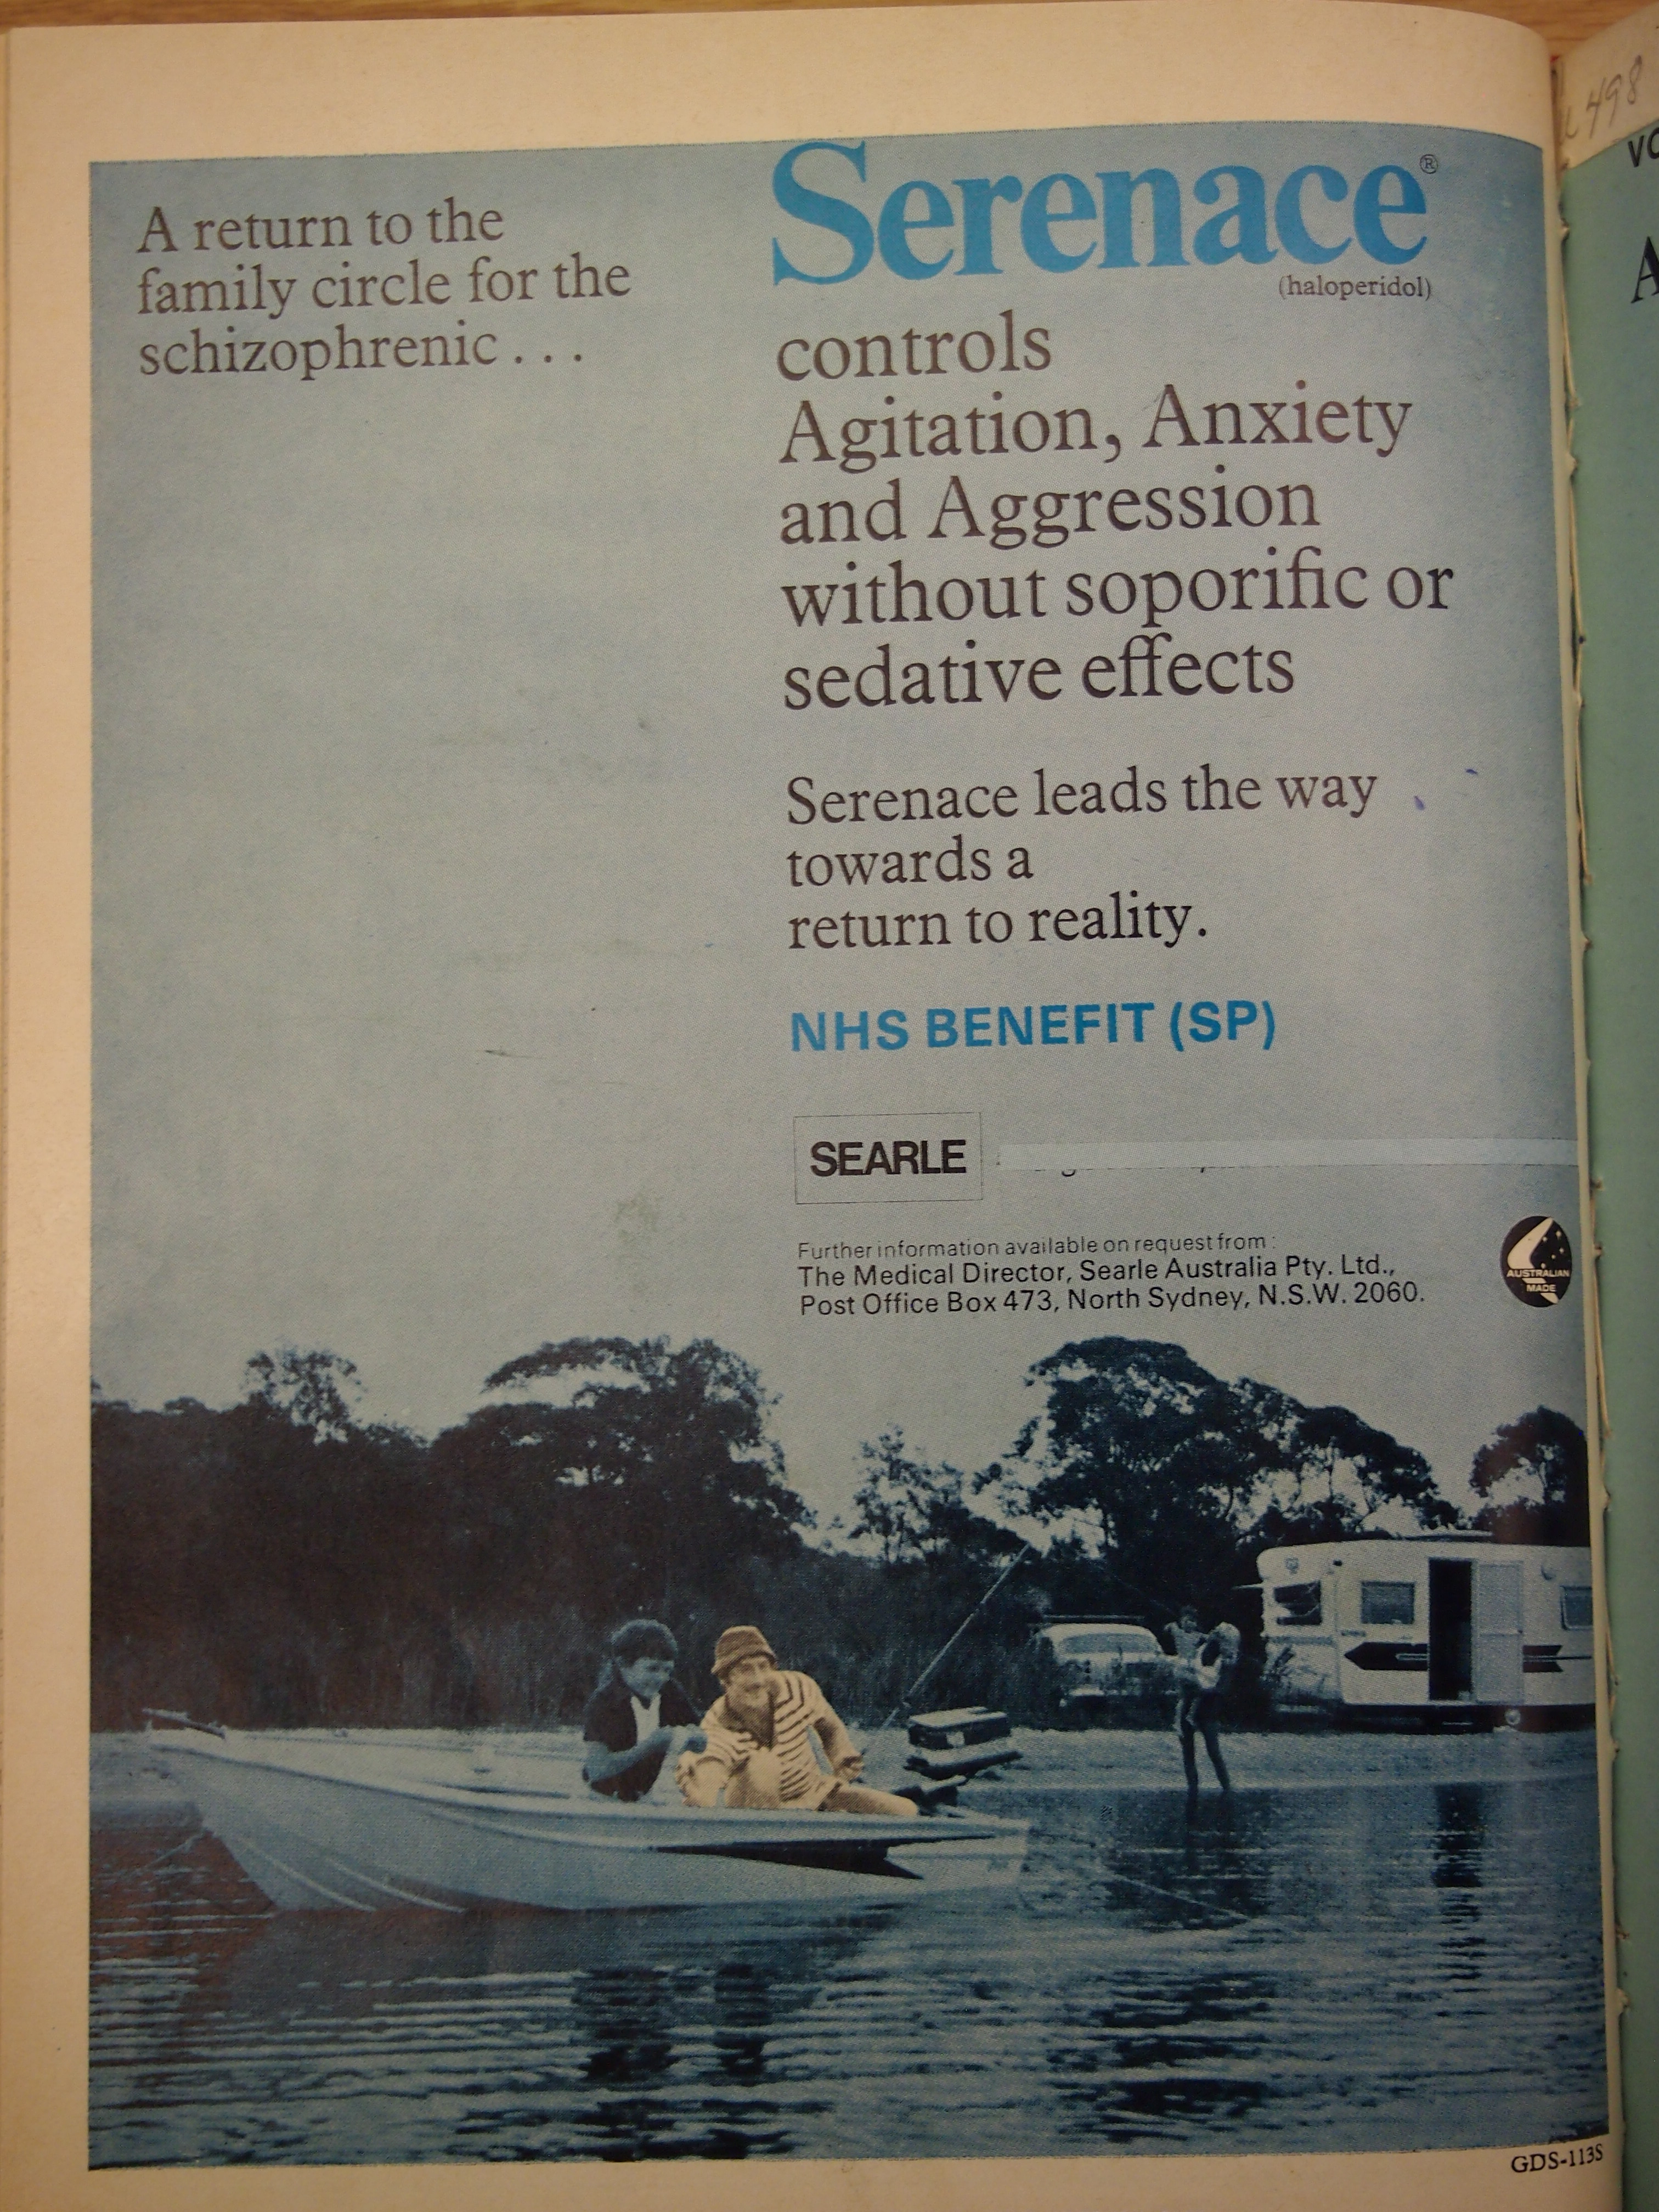 A return to the
family circle for the
schizophrenic . . .
Serenace®
(haloperidol)
controls
Agitation, Anxiety
and Aggression
without soporific or
sedative effects
Serenace leads the way
towards a
return to reality.
NHS BENEFIT (SP)
SEARLE
Further information available on request from :
The Medical Director, Searle Australia Pty. Ltd.,
Post Office Box 473, North Sydney, N.S.W. 2060.
AUSTRALIAN
MADE
GDS-113S
498
VO
A